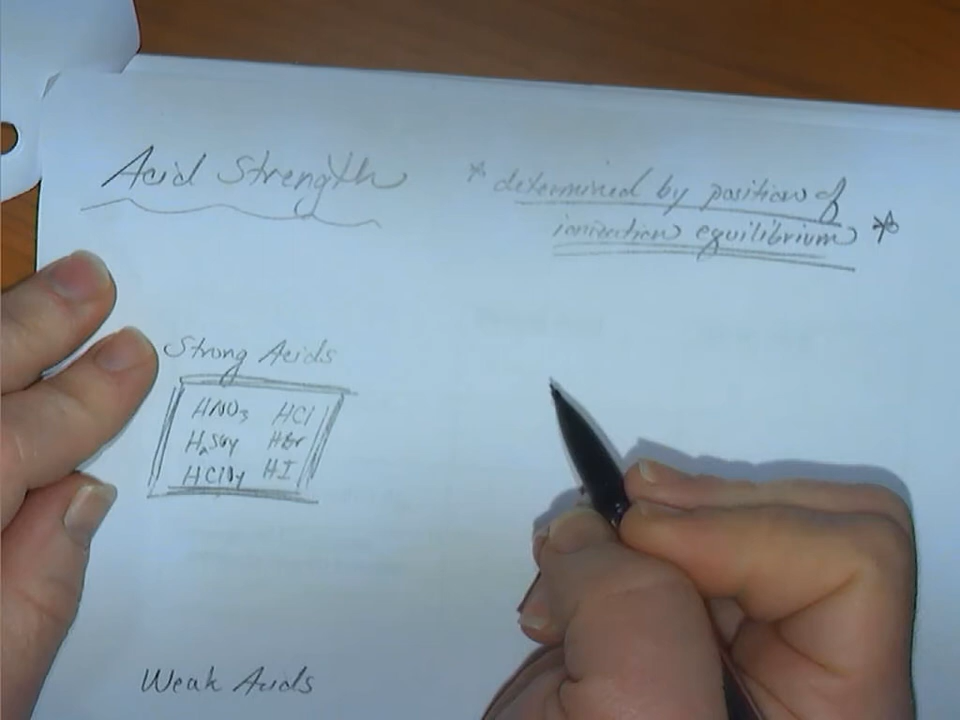 Acid Strength
* determined by position of
ionization equilibrium *
Strong Acids
HNO₃ HCl
H₂SO₄ HBr
HClO₄ HI
Weak Acids